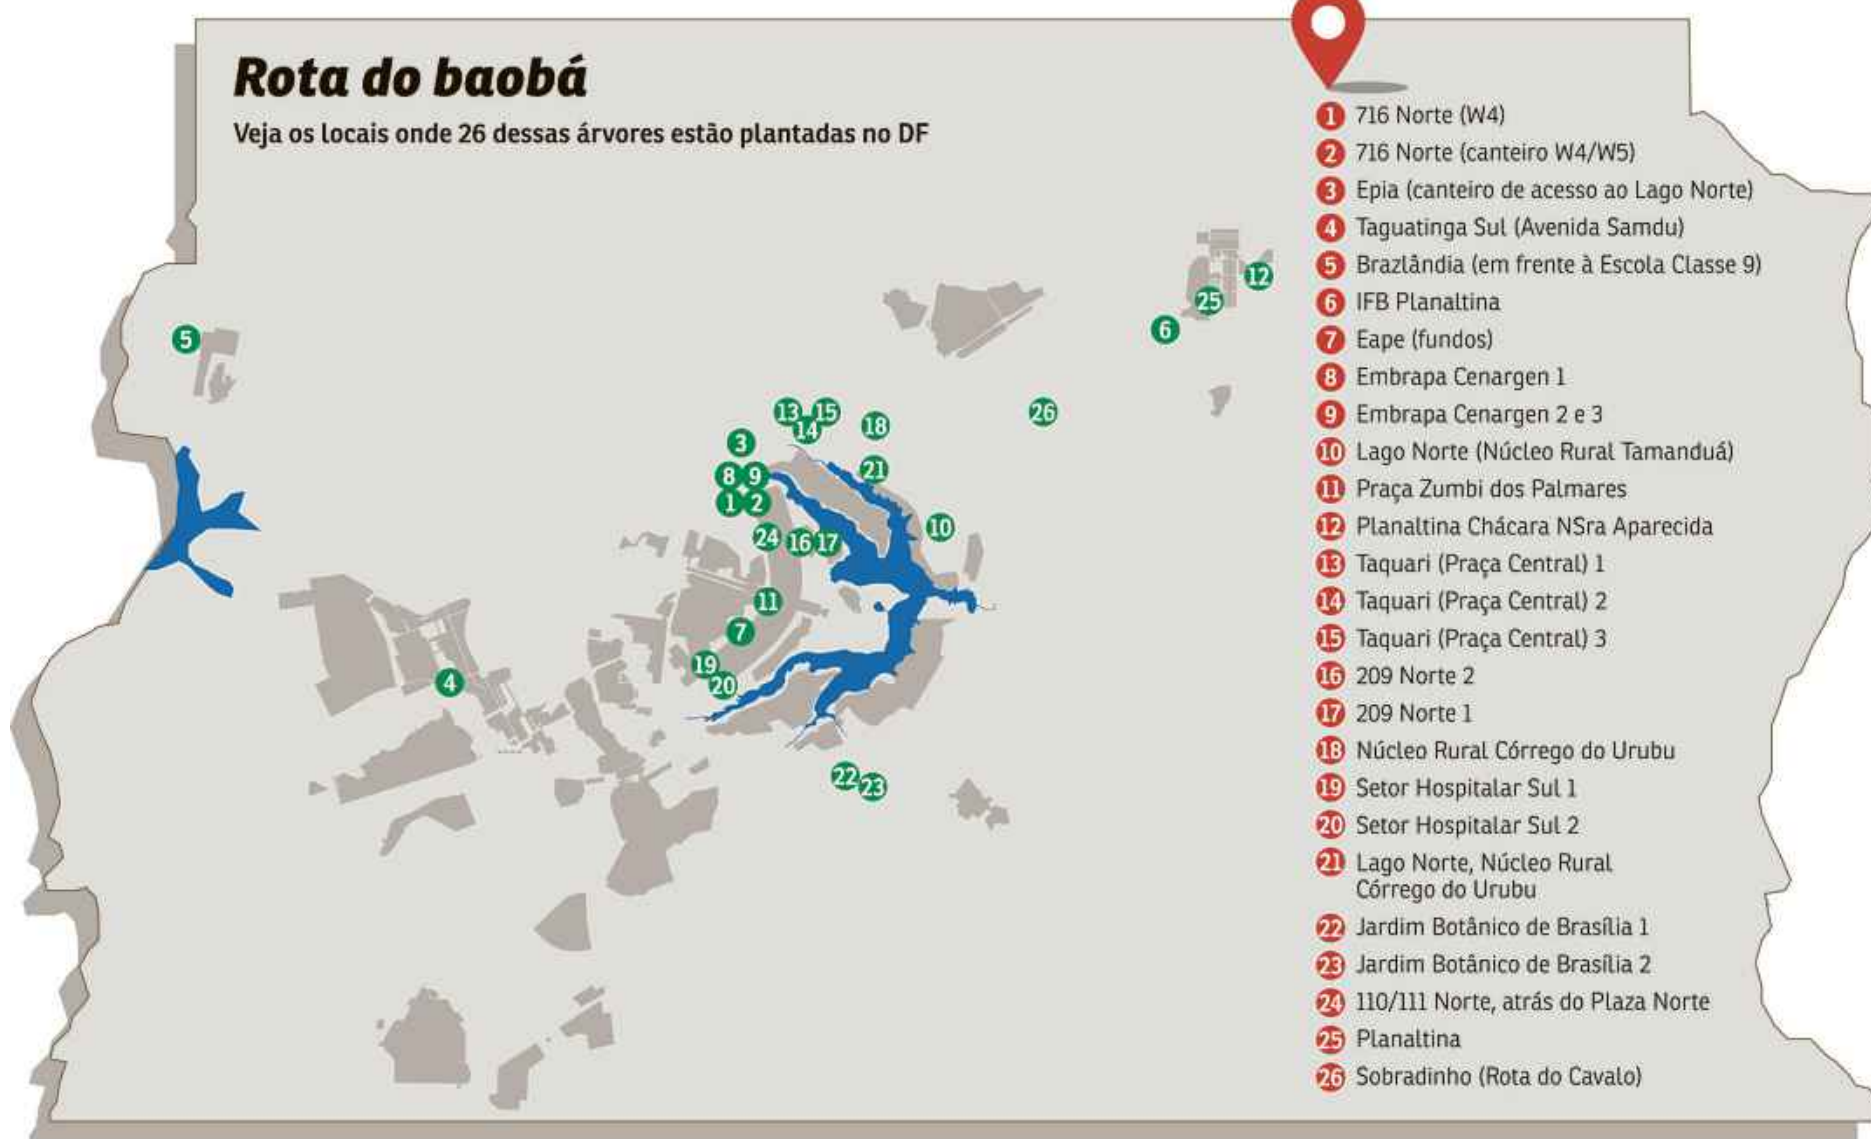 Rota do baobá
Veja os locais onde 26 dessas árvores estão plantadas no DF
1 716 Norte (W4)
2 716 Norte (canteiro W4/W5)
3 Epia (canteiro de acesso ao Lago Norte)
4 Taguatinga Sul (Avenida Samdu)
5 Brazlândia (em frente à Escola Classe 9)
6 IFB Planaltina
7 Eape (fundos)
8 Embrapa Cenargen 1
9 Embrapa Cenargen 2 e 3
10 Lago Norte (Núcleo Rural Tamanduá)
11 Praça Zumbi dos Palmares
12 Planaltina Chácara NSra Aparecida
13 Taquari (Praça Central) 1
14 Taquari (Praça Central) 2
15 Taquari (Praça Central) 3
16 209 Norte 2
17 209 Norte 1
18 Núcleo Rural Córrego do Urubu
19 Setor Hospitalar Sul 1
20 Setor Hospitalar Sul 2
21 Lago Norte, Núcleo Rural
Córrego do Urubu
22 Jardim Botânico de Brasília 1
23 Jardim Botânico de Brasília 2
24 110/111 Norte, atrás do Plaza Norte
25 Planaltina
26 Sobradinho (Rota do Cavalo)
12
25
6
5
13 15
26
14
18
3
21
8 9
1 2
10
24 16 17
11
7
19
4
20
22
23